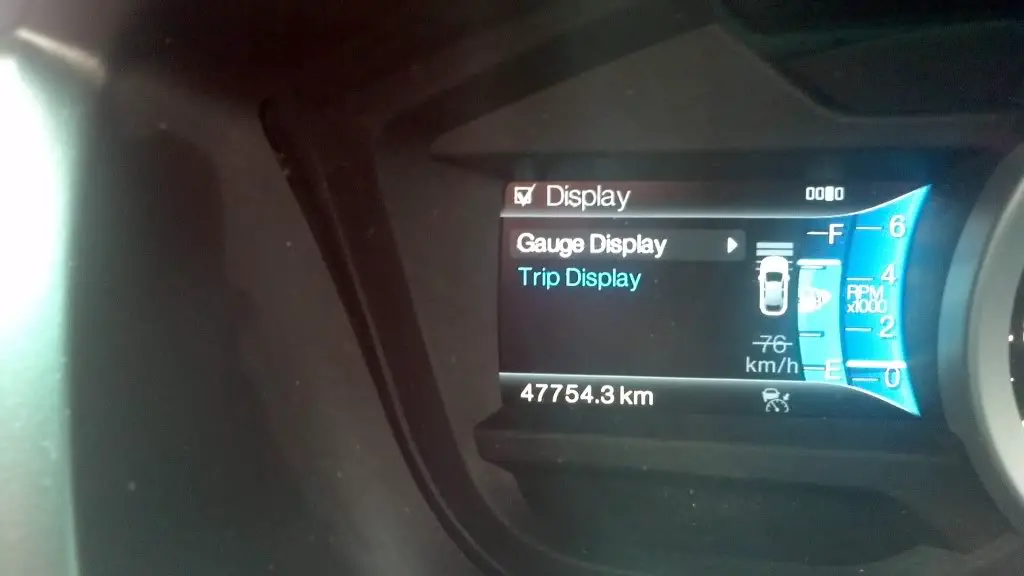 Display
Gauge Display
Trip Display
76
km/h
47754.3 km
F
E
6
4
RPM
x1000
2
0